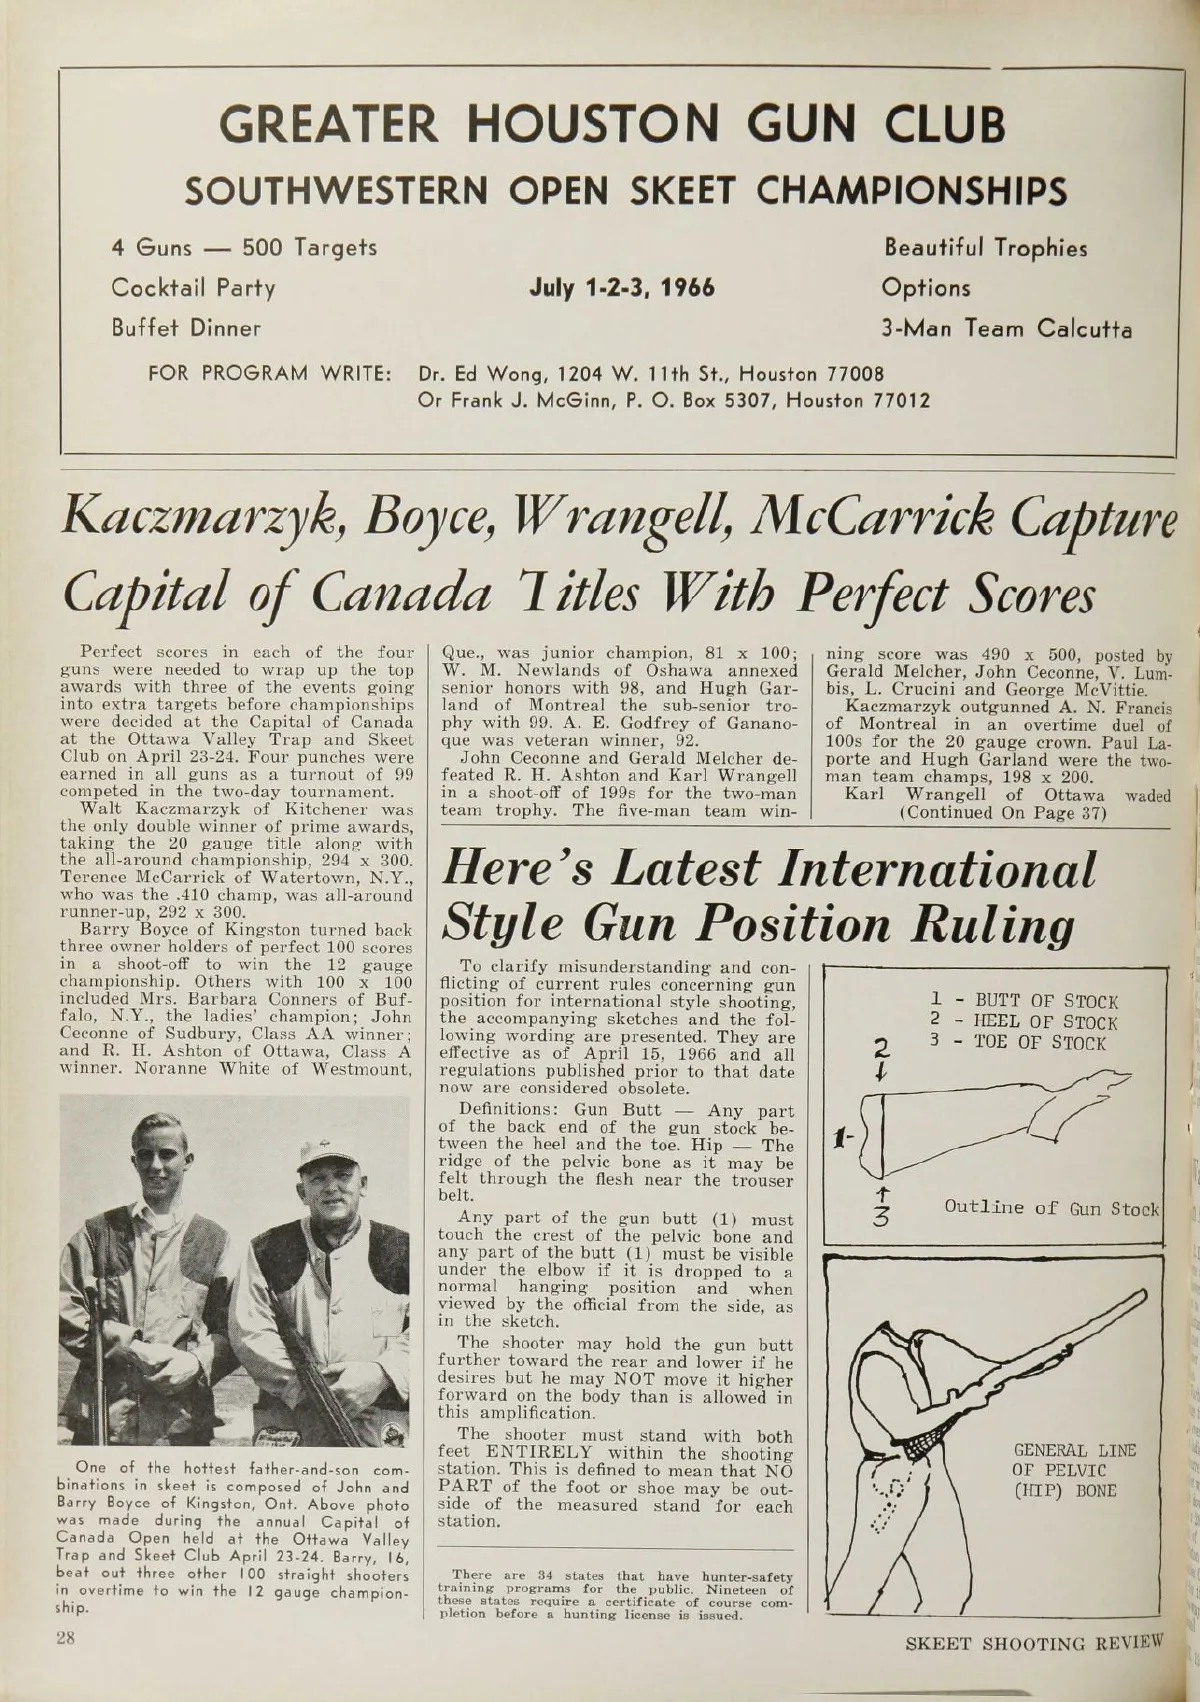 GREATER HOUSTON GUN CLUB
SOUTHWESTERN OPEN SKEET CHAMPIONSHIPS
4 Guns — 500 Targets
Cocktail Party
Buffet Dinner
July 1-2-3, 1966
Beautiful Trophies
Options
3-Man Team Calcutta
FOR PROGRAM WRITE: Dr. Ed Wong, 1204 W. 11th St., Houston 77008
Or Frank J. McGinn, P. O. Box 5307, Houston 77012
Kaczmarzyk, Boyce, Wrangell, McCarrick Capture
Capital of Canada Titles With Perfect Scores
Perfect scores in each of the four
guns were needed to wrap up the top
awards with three of the events going
into extra targets before championships
were decided at the Capital of Canada
at the Ottawa Valley Trap and Skeet
Club on April 23-24. Four punches were
earned in all guns as a turnout of 99
competed in the two-day tournament.
Walt Kaczmarzyk of Kitchener was
the only double winner of prime awards,
taking the 20 gauge title along with
the all-around championship, 294 x 300.
Terence McCarrick of Watertown, N.Y.,
who was the .410 champ, was all-around
runner-up, 292 x 300.
Barry Boyce of Kingston turned back
three owner holders of perfect 100 scores
in a shoot-off to win the 12 gauge
championship. Others with 100 x 100
included Mrs. Barbara Conners of Buf-
falo, N.Y., the ladies' champion; John
Ceconne of Sudbury, Class AA winner;
and R. H. Ashton of Ottawa, Class A
winner. Noranne White of Westmount,
One of the hottest father-and-son com-
binations in skeet is composed of John and
Barry Boyce of Kingston, Ont. Above photo
was made during the annual Capital of
Canada Open held at the Ottawa Valley
Trap and Skeet Club April 23-24. Barry, 16,
beat out three other 100 straight shooters
in overtime to win the 12 gauge champion-
ship.
Que., was junior champion, 81 x 100;
W. M. Newlands of Oshawa annexed
senior honors with 98, and Hugh Gar-
land of Montreal the sub-senior tro-
phy with 99. A. E. Godfrey of Ganano-
que was veteran winner, 92.
John Ceconne and Gerald Melcher de-
feated R. H. Ashton and Karl Wrangell
in a shoot-off of 199s for the two-man
team trophy. The five-man team win-
ning score was 490 x 500, posted by
Gerald Melcher, John Ceconne, V. Lum-
bis, L. Crucini and George McVittie.
Kaczmarzyk outgunned A. N. Francis
of Montreal in an overtime duel of
100s for the 20 gauge crown. Paul La-
porte and Hugh Garland were the two-
man team champs, 198 x 200.
Karl Wrangell of Ottawa waded
(Continued On Page 37)
Here's Latest International
Style Gun Position Ruling
To clarify misunderstanding and con-
flicting of current rules concerning gun
position for international style shooting,
the accompanying sketches and the fol-
lowing wording are presented. They are
effective as of April 15, 1966 and all
regulations published prior to that date
now are considered obsolete.
Definitions: Gun Butt — Any part
of the back end of the gun stock be-
tween the heel and the toe. Hip — The
ridge of the pelvic bone as it may be
felt through the flesh near the trouser
belt.
Any part of the gun butt (1) must
touch the crest of the pelvic bone and
any part of the butt (1) must be visible
under the elbow if it is dropped to a
normal hanging position and when
viewed by the official from the side, as
in the sketch.
The shooter may hold the gun butt
further toward the rear and lower if he
desires but he may NOT move it higher
forward on the body than is allowed in
this amplification.
The shooter must stand with both
feet ENTIRELY within the shooting
station. This is defined to mean that NO
PART of the foot or shoe may be out-
side of the measured stand for each
station.
There are 34 states that have hunter-safety
training programs for the public. Nineteen of
these states require a certificate of course com-
pletion before a hunting license is issued.
1 - BUTT OF STOCK
2 - HEEL OF STOCK
3 - TOE OF STOCK
2
1-
3
Outline of Gun Stock
GENERAL LINE
OF PELVIC
(HIP) BONE
28
SKEET SHOOTING REVIEW